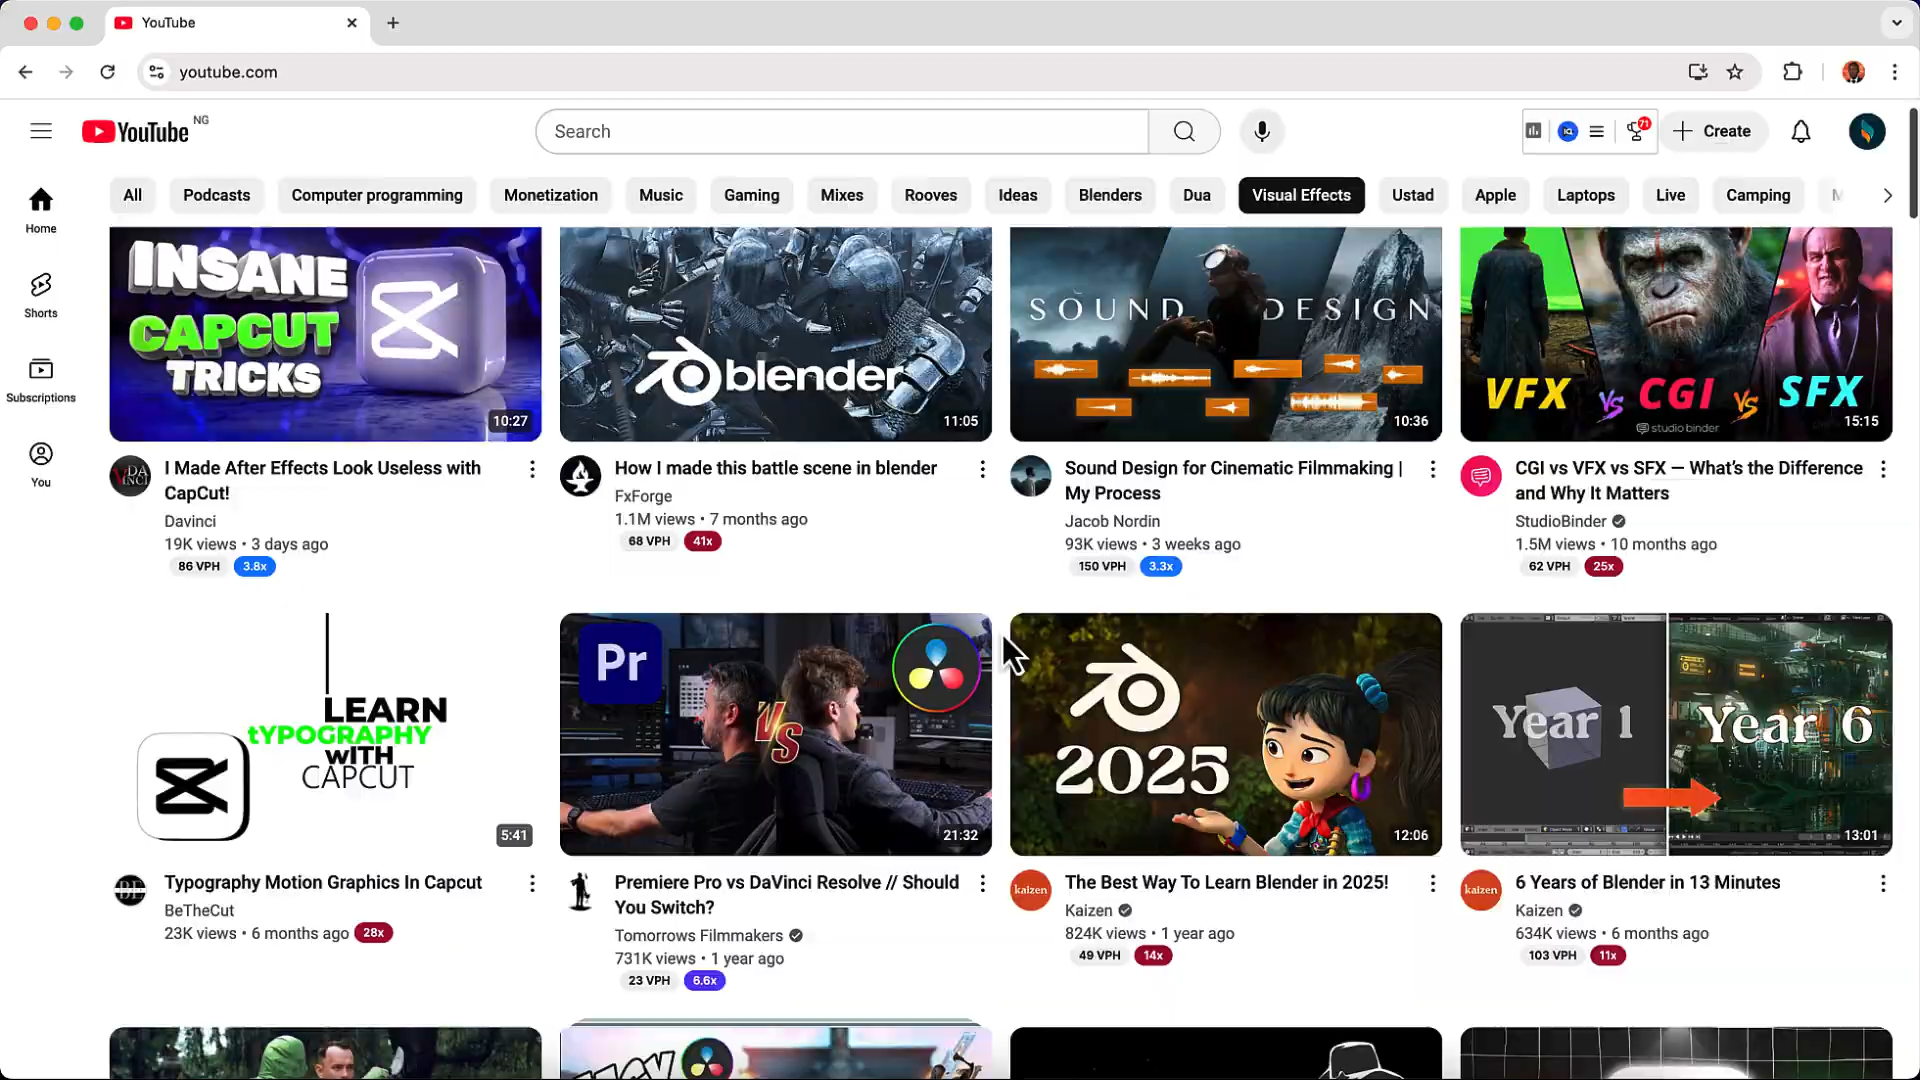 YouTube
youtube.com
YouTube NG
Search
71
Create
All
Podcasts
Computer programming
Monetization
Music
Gaming
Mixes
Rooves
Ideas
Blenders
Dua
Visual Effects
Ustad
Apple
Laptops
Live
Camping
Home
Shorts
Subscriptions
You
INSANE
CAPCUT
TRICKS
10:27
I Made After Effects Look Useless with
CapCut!
Davinci
19K views • 3 days ago
86 VPH 3.8x
blender
11:05
How I made this battle scene in blender
FxForge
1.1M views • 7 months ago
68 VPH 41x
SOUND DESIGN
10:36
Sound Design for Cinematic Filmmaking |
My Process
Jacob Nordin
93K views • 3 weeks ago
150 VPH 3.3x
VFX VS CGI VS SFX
studio binder
15:15
CGI vs VFX vs SFX — What's the Difference
and Why It Matters
StudioBinder
1.5M views • 10 months ago
62 VPH 25x
LEARN
tYPOGRAPHY
WITH
CAPCUT
5:41
BE
Typography Motion Graphics In Capcut
BeTheCut
23K views • 6 months ago 28x
Pr
VS
21:32
Premiere Pro vs DaVinci Resolve // Should
You Switch?
Tomorrows Filmmakers
731K views • 1 year ago
23 VPH 6.6x
2025
12:06
kaizen
The Best Way To Learn Blender in 2025!
Kaizen
824K views • 1 year ago
49 VPH 14x
Year 1
Year 6
13:01
kaizen
6 Years of Blender in 13 Minutes
Kaizen
634K views • 6 months ago
103 VPH 11x